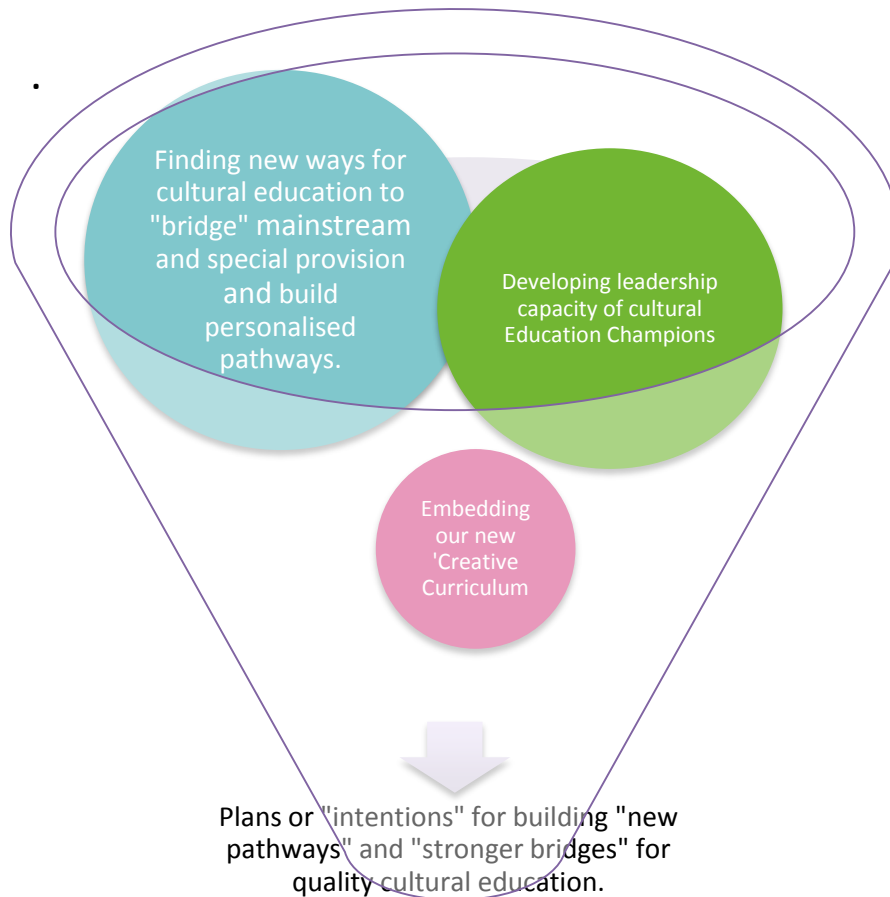 .
Finding new ways for
cultural education to
"bridge" mainstream
and special provision
and build
personalised
pathways.
Developing leadership
capacity of cultural
Education Champions
Embedding
our new
'Creative
Curriculum
Plans or "intentions" for building "new
pathways" and "stronger bridges" for
quality cultural education.